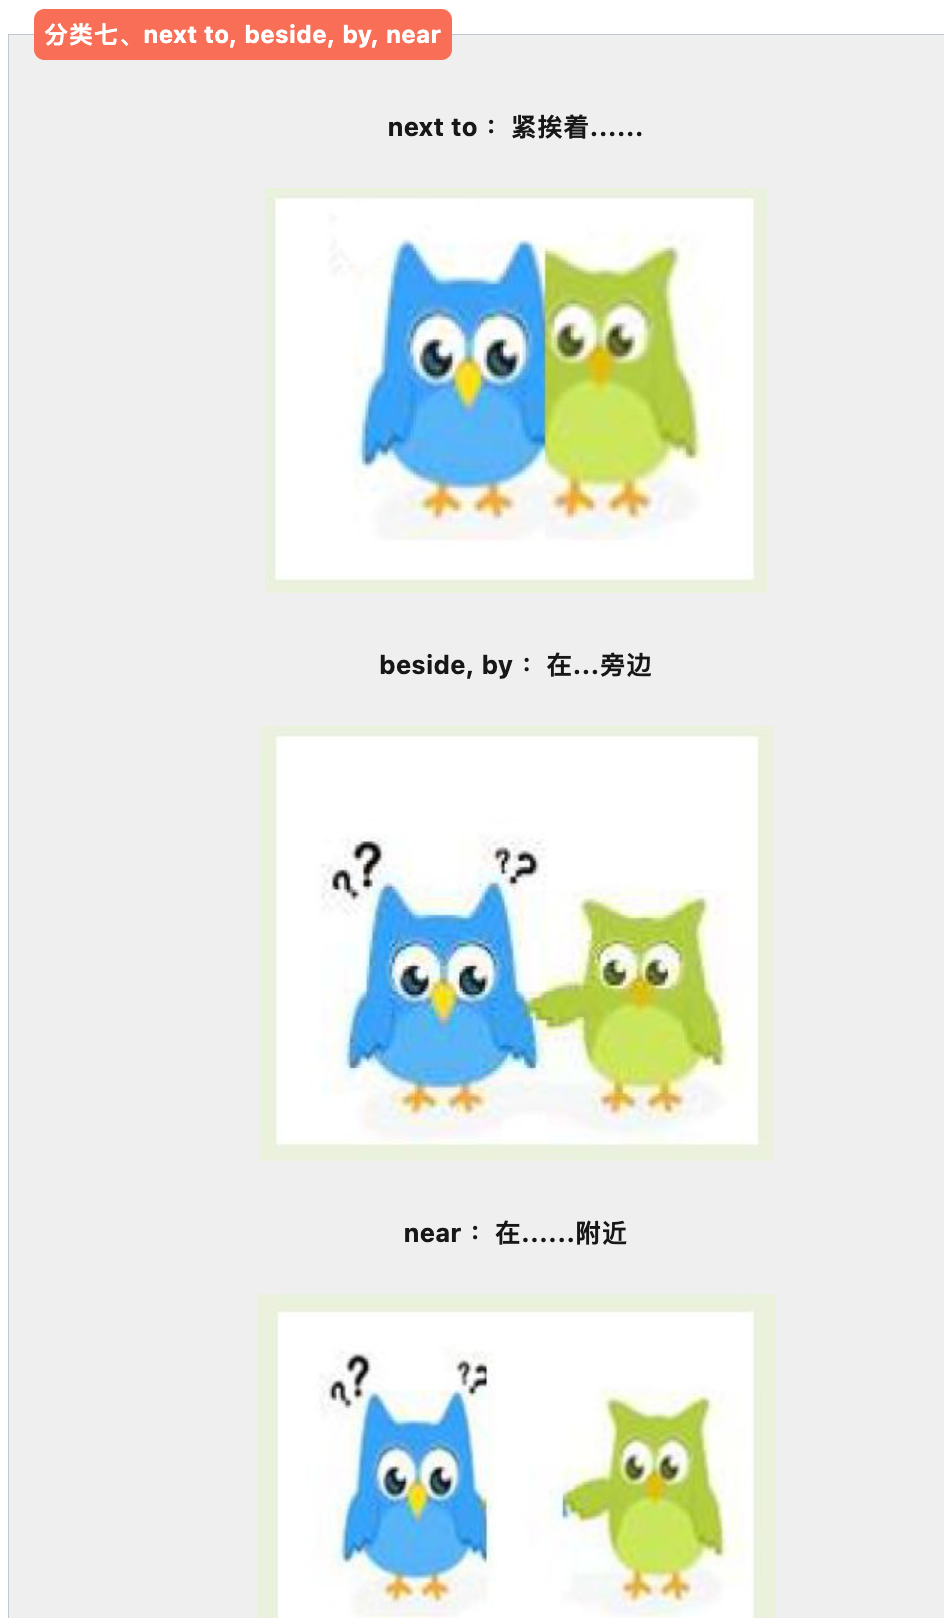 分类七、next to, beside, by, near
next to： 紧挨着......
??
beside, by： 在...旁边
? ?
? ?
near： 在......附近
? ?
? ?